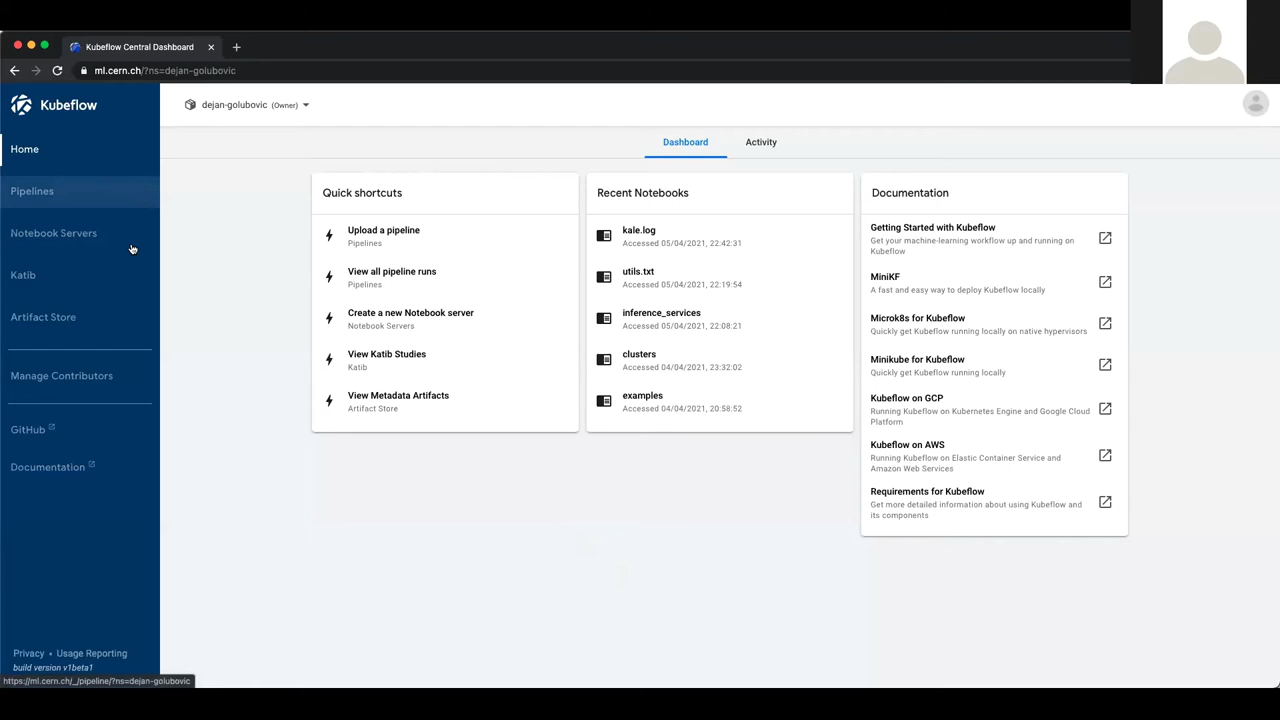 Kubeflow Central Dashboard
ml.cern.ch/?ns=dejan-golubovic
Kubeflow
dejan-golubovic (Owner)
Home
Pipelines
Notebook Servers
Katib
Artifact Store
Manage Contributors
GitHub
Documentation
Privacy • Usage Reporting
build version v1beta1
https://ml.cern.ch/_/pipeline/?ns=dejan-golubovic
Dashboard
Activity
Quick shortcuts
Upload a pipeline
Pipelines
View all pipeline runs
Pipelines
Create a new Notebook server
Notebook Servers
View Katib Studies
Katib
View Metadata Artifacts
Artifact Store
Recent Notebooks
kale.log
Accessed 05/04/2021, 22:42:31
utils.txt
Accessed 05/04/2021, 22:19:54
inference_services
Accessed 05/04/2021, 22:08:21
clusters
Accessed 04/04/2021, 23:32:02
examples
Accessed 04/04/2021, 20:58:52
Documentation
Getting Started with Kubeflow
Get your machine-learning workflow up and running on
Kubeflow
MiniKF
A fast and easy way to deploy Kubeflow locally
Microk8s for Kubeflow
Quickly get Kubeflow running locally on native hypervisors
Minikube for Kubeflow
Quickly get Kubeflow running locally
Kubeflow on GCP
Running Kubeflow on Kubernetes Engine and Google Cloud
Platform
Kubeflow on AWS
Running Kubeflow on Elastic Container Service and
Amazon Web Services
Requirements for Kubeflow
Get more detailed information about using Kubeflow and
its components